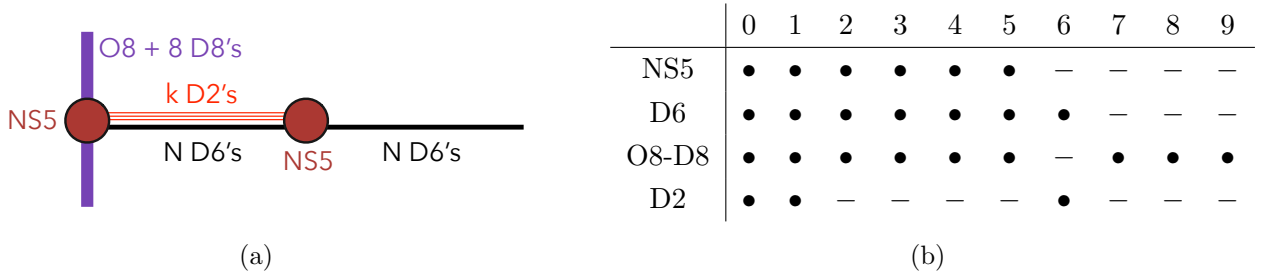 O8 + 8 D8's
k D2's
NS5
N D6's
NS5
N D6's
(a)
0 1 2 3 4 5 6 7 8 9
NS5 • • • • • • − − − −
D6 • • • • • • • − − −
O8-D8 • • • • • • − • • •
D2 • • − − − − • − − −
(b)